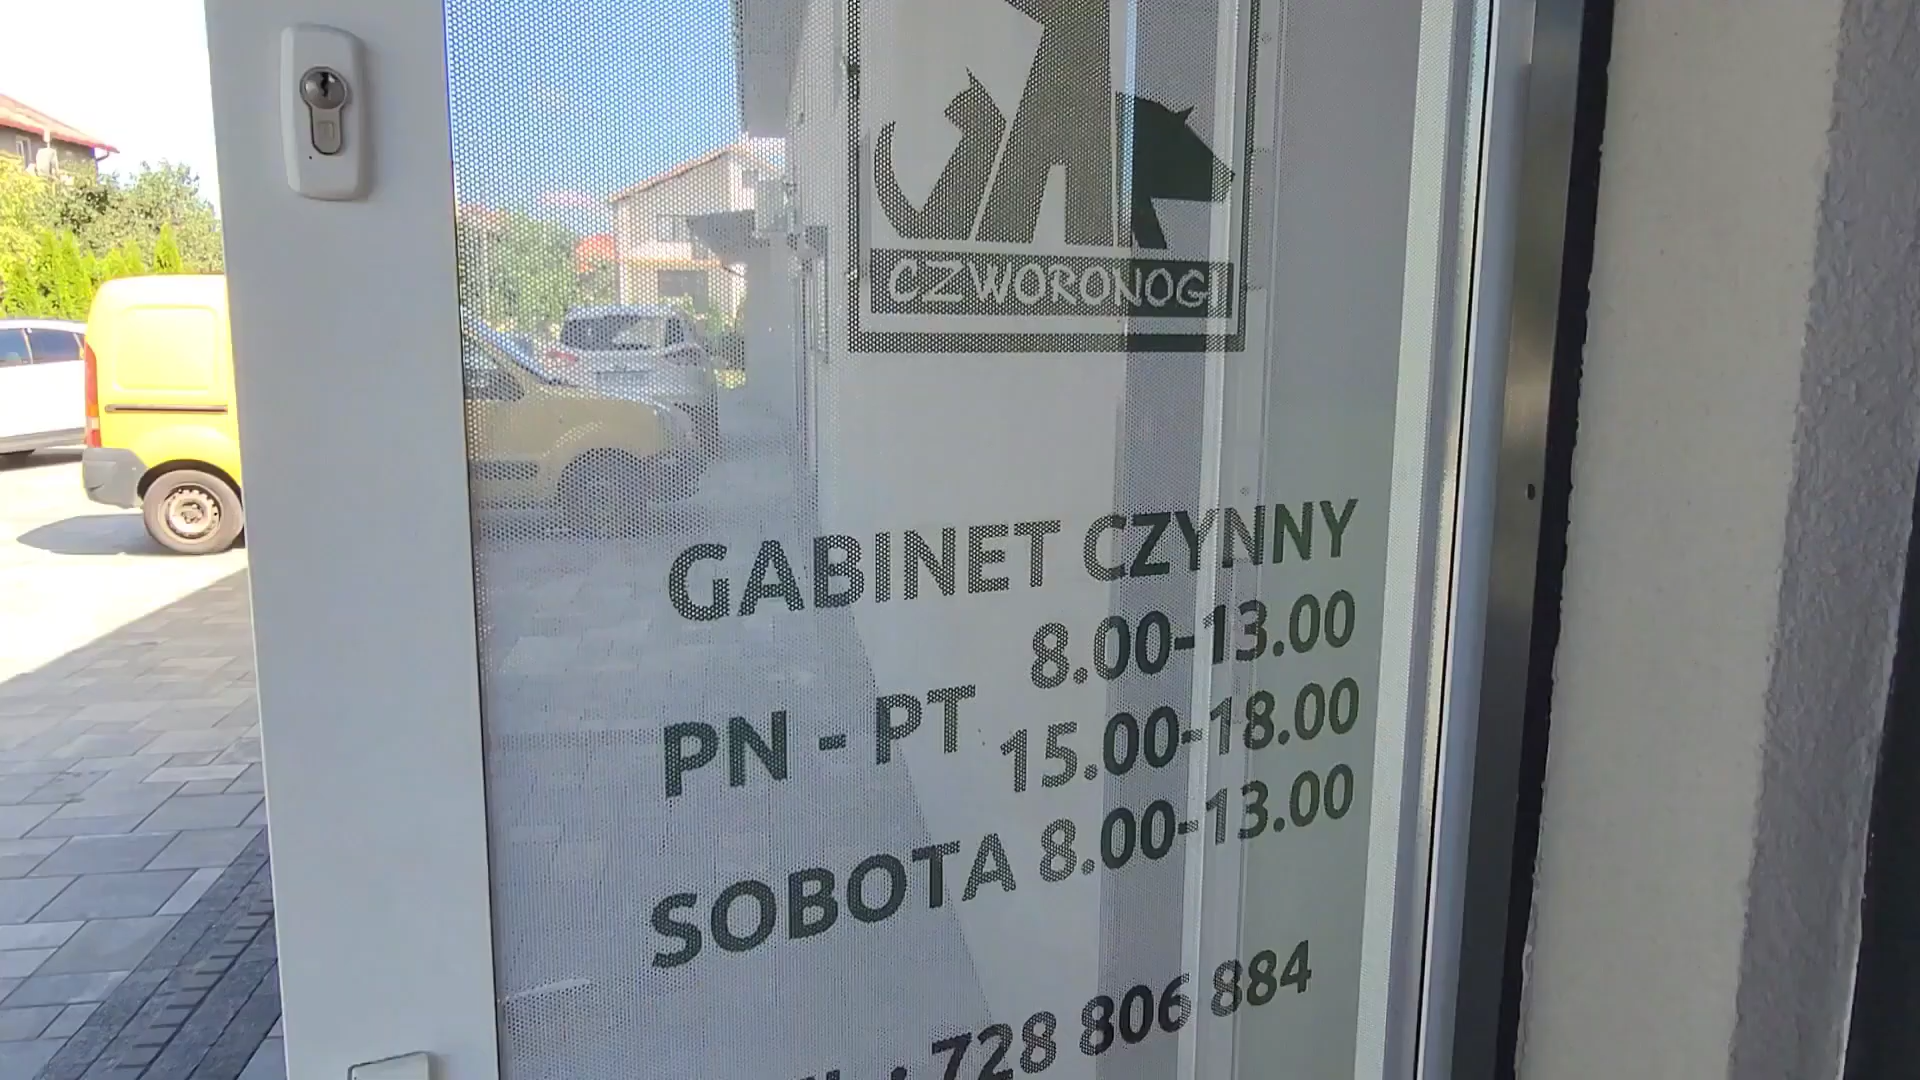 CZWORONOGI
GABINET CZYNNY
8.00-13.00
PN - PT
15.00-18.00
SOBOTA 8.00-13.00
: 728 806 884